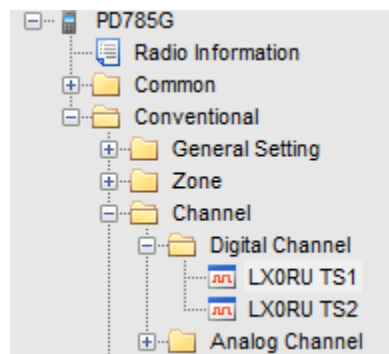 PD785G
Radio Information
Common
Conventional
General Setting
Zone
Channel
Digital Channel
LX0RU TS1
LX0RU TS2
Analog Channel